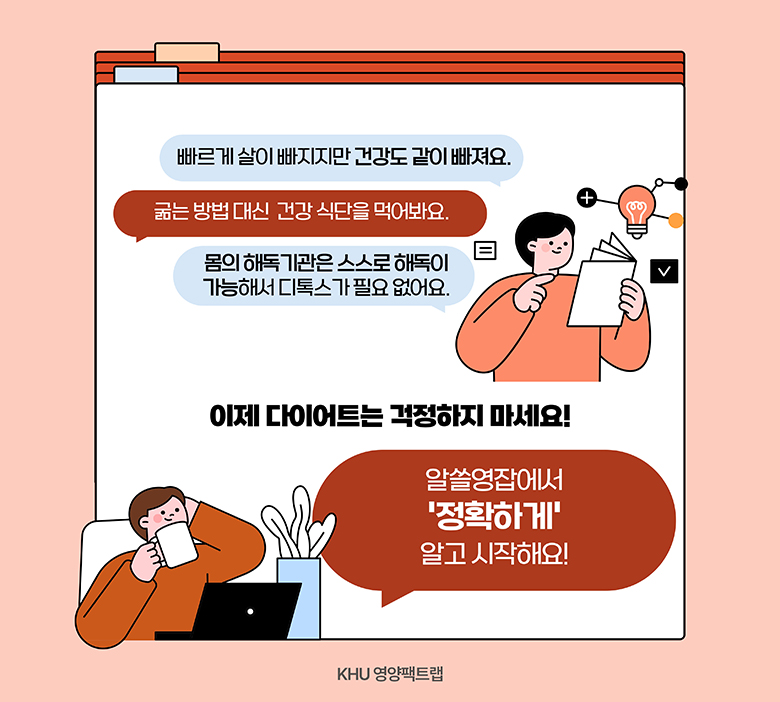 빠르게 살이 빠지지만 건강도 같이 빠져요.
굶는 방법 대신 건강 식단을 먹어봐요.
몸의 해독기관은 스스로 해독이
가능해서 디톡스가 필요 없어요.
이제 다이어트는 걱정하지 마세요!
알쓸영잡에서
'정확하게'
알고 시작해요!
KHU 영양팩트랩